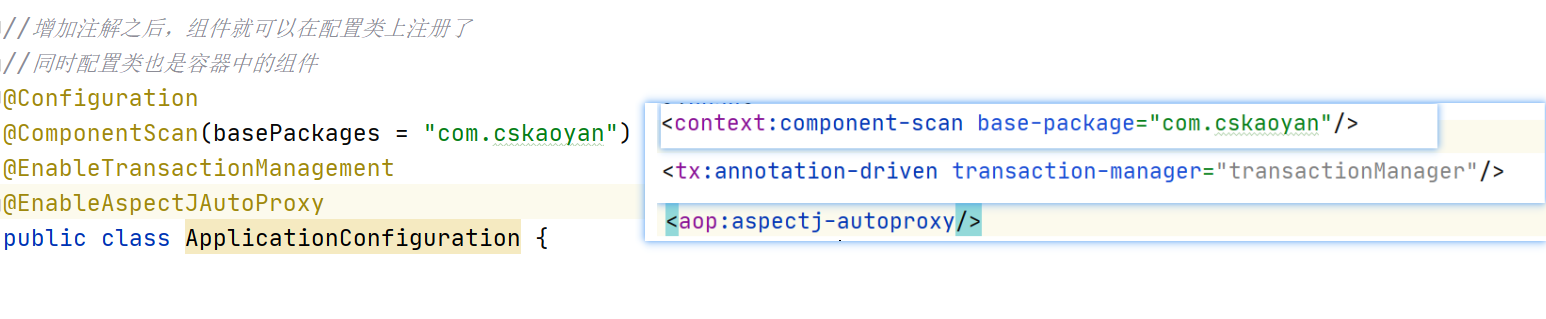 //增加注解之后，组件就可以在配置类上注册了
//同时配置类也是容器中的组件
@Configuration
@ComponentScan(basePackages = "com.cskaoyan")
@EnableTransactionManagement
@EnableAspectJAutoProxy
public class ApplicationConfiguration {
<context:component-scan base-package="com.cskaoyan"/>
<tx:annotation-driven transaction-manager="transactionManager"/>
<aop:aspectj-autoproxy/>